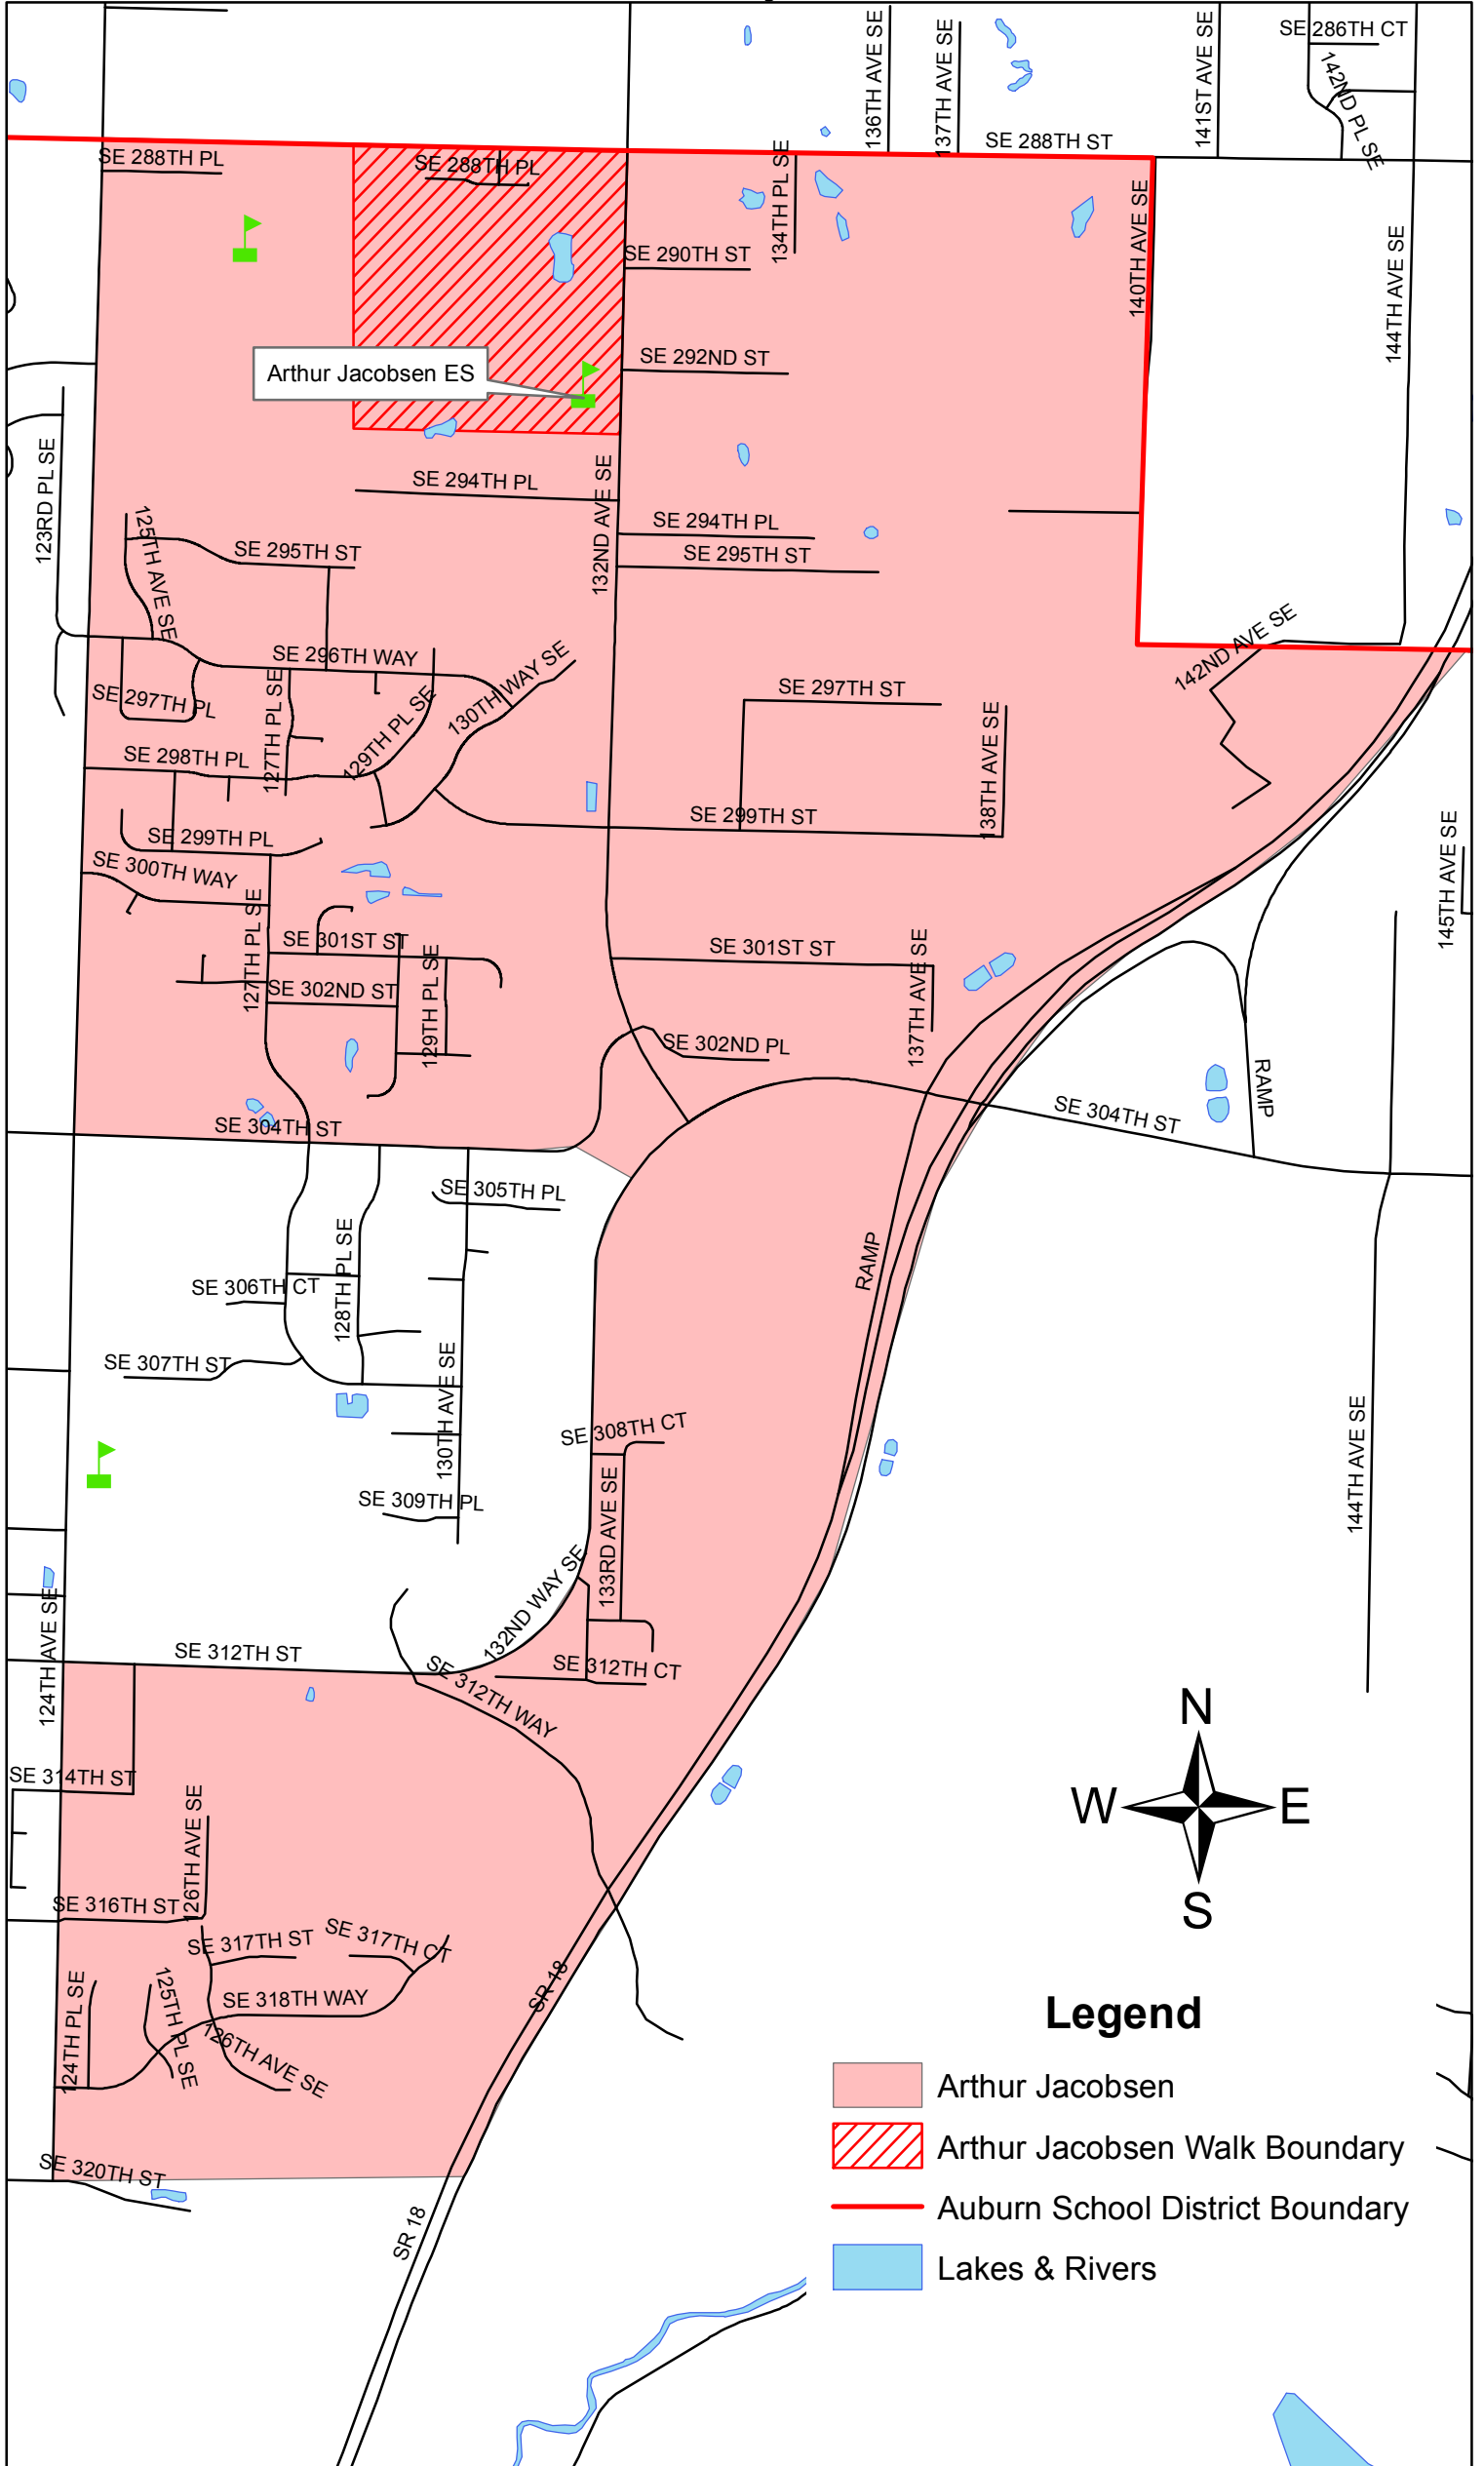 136TH AVE SE
137TH AVE SE
141ST AVE SE
SE 286TH CT
142ND PL SE
SE 288TH ST
SE 288TH PL
SE 288TH PL
134TH PL SE
140TH AVE SE
144TH AVE SE
SE 290TH ST
SE 292ND ST
Arthur Jacobsen ES
123RD PL SE
SE 294TH PL
132ND AVE SE
SE 294TH PL
125TH AVE SE
SE 295TH ST
SE 295TH ST
142ND AVE SE
SE 296TH WAY
130TH WAY SE
SE 297TH PL
127TH PL SE
129TH PL SE
SE 297TH ST
138TH AVE SE
SE 298TH PL
SE 299TH PL
SE 299TH ST
145TH AVE SE
SE 300TH WAY
127TH PL SE
SE 301ST ST
129TH PL SE
SE 301ST ST
137TH AVE SE
SE 302ND ST
SE 302ND PL
RAMP
SE 304TH ST
SE 304TH ST
SE 305TH PL
RAMP
128TH PL SE
SE 306TH CT
SE 307TH ST
130TH AVE SE
SE 308TH CT
144TH AVE SE
133RD AVE SE
SE 309TH PL
132ND WAY SE
124TH AVE SE
SE 312TH ST
SE 312TH WAY
SE 312TH CT
N
W
E
S
SE 314TH ST
126TH AVE SE
SE 316TH ST
SE 317TH ST
SE 317TH CT
124TH PL SE
125TH PL SE
SE 318TH WAY
126TH AVE SE
SR 18
Legend
Arthur Jacobsen
Arthur Jacobsen Walk Boundary
SE 320TH ST
SR 18
Auburn School District Boundary
Lakes & Rivers